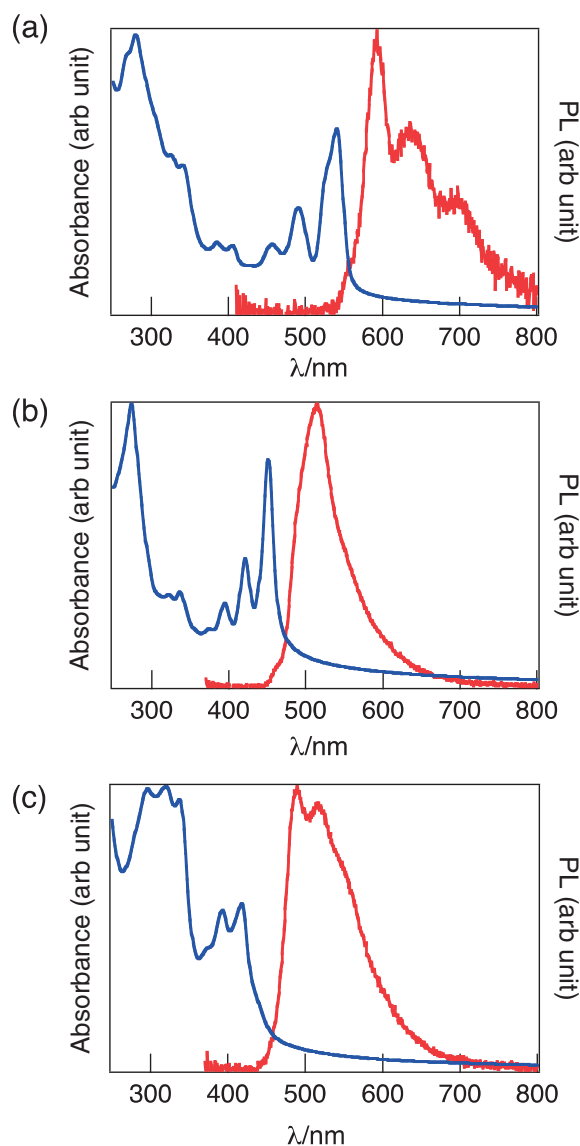 (a)
Absorbance (arb unit)
PL (arb unit)
300 400 500 600 700 800
λ/nm
(b)
Absorbance (arb unit)
PL (arb unit)
300 400 500 600 700 800
λ/nm
(c)
Absorbance (arb unit)
PL (arb unit)
300 400 500 600 700 800
λ/nm